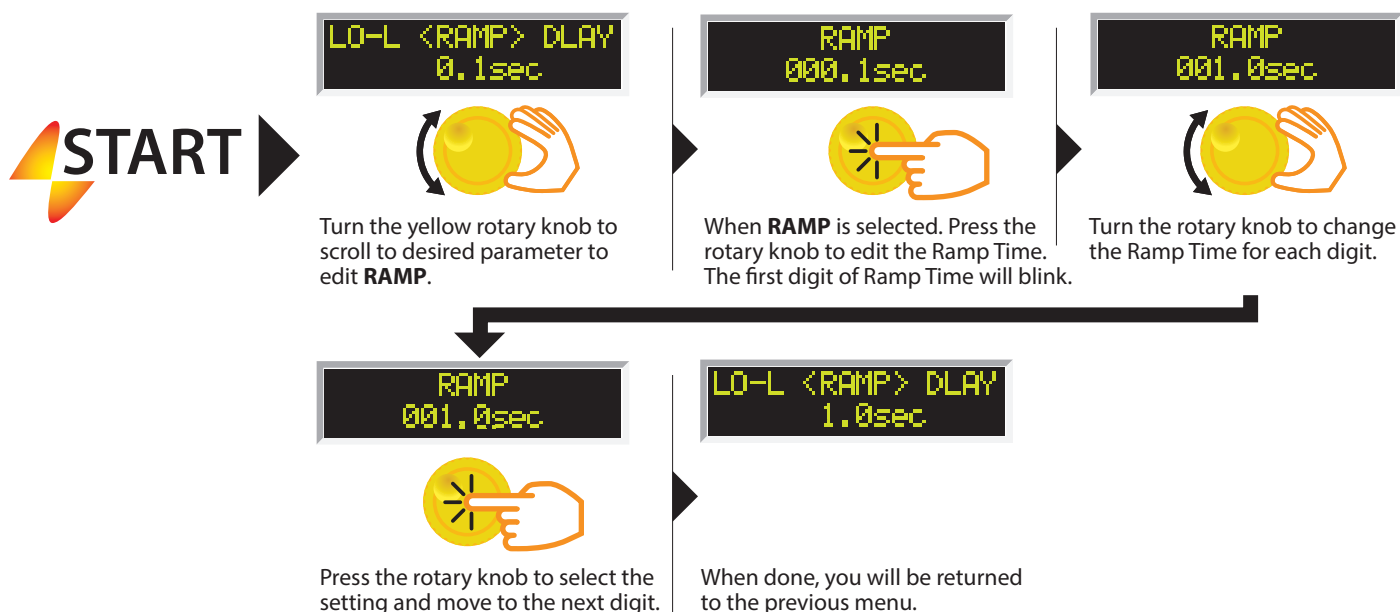 START
LO-L <RAMP> DLAY
0.1sec
Turn the yellow rotary knob to
scroll to desired parameter to
edit RAMP.
RAMP
000.1sec
When RAMP is selected. Press the
rotary knob to edit the Ramp Time.
The first digit of Ramp Time will blink.
RAMP
001.0sec
Turn the rotary knob to change
the Ramp Time for each digit.
RAMP
001.0sec
Press the rotary knob to select the
setting and move to the next digit.
LO-L <RAMP> DLAY
1.0sec
When done, you will be returned
to the previous menu.